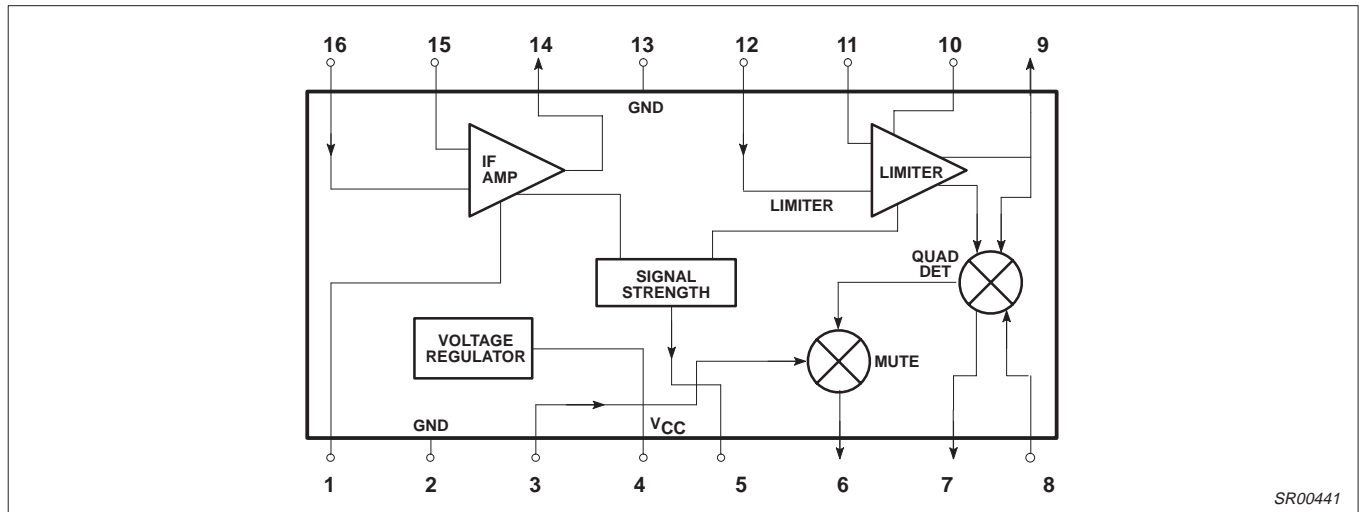 16 15 14 13 12 11 10 9
GND
IF
AMP
LIMITER
LIMITER
QUAD
DET
SIGNAL
STRENGTH
VOLTAGE
REGULATOR
MUTE
GND
VCC
1 2 3 4 5 6 7 8
SR00441